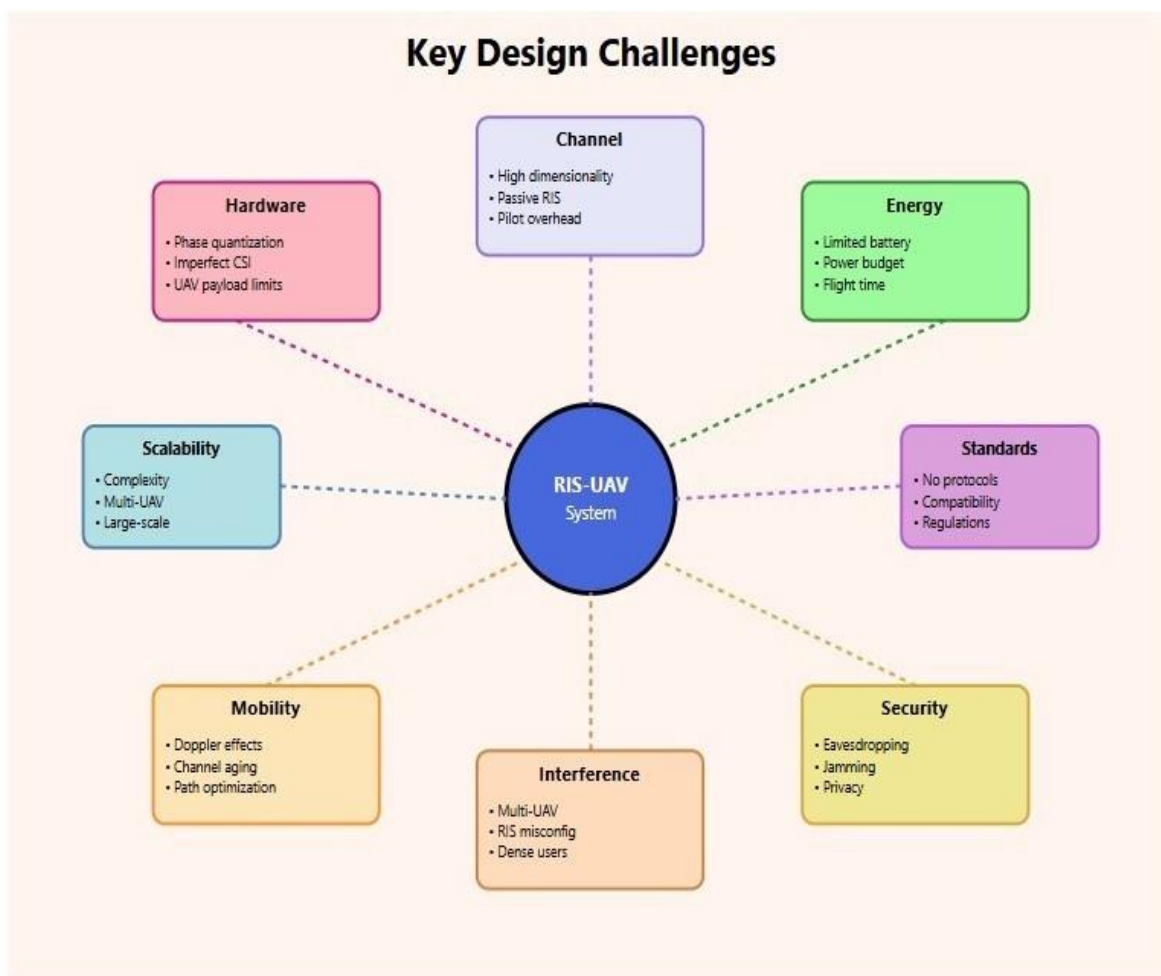 Key Design Challenges
Channel
• High dimensionality
• Passive RIS
• Pilot overhead
Hardware
• Phase quantization
• Imperfect CSI
• UAV payload limits
Energy
• Limited battery
• Power budget
• Flight time
Scalability
• Complexity
• Multi-UAV
• Large-scale
RIS-UAV
System
Standards
• No protocols
• Compatibility
• Regulations
Mobility
• Doppler effects
• Channel aging
• Path optimization
Interference
• Multi-UAV
• RIS misconfig
• Dense users
Security
• Eavesdropping
• Jamming
• Privacy